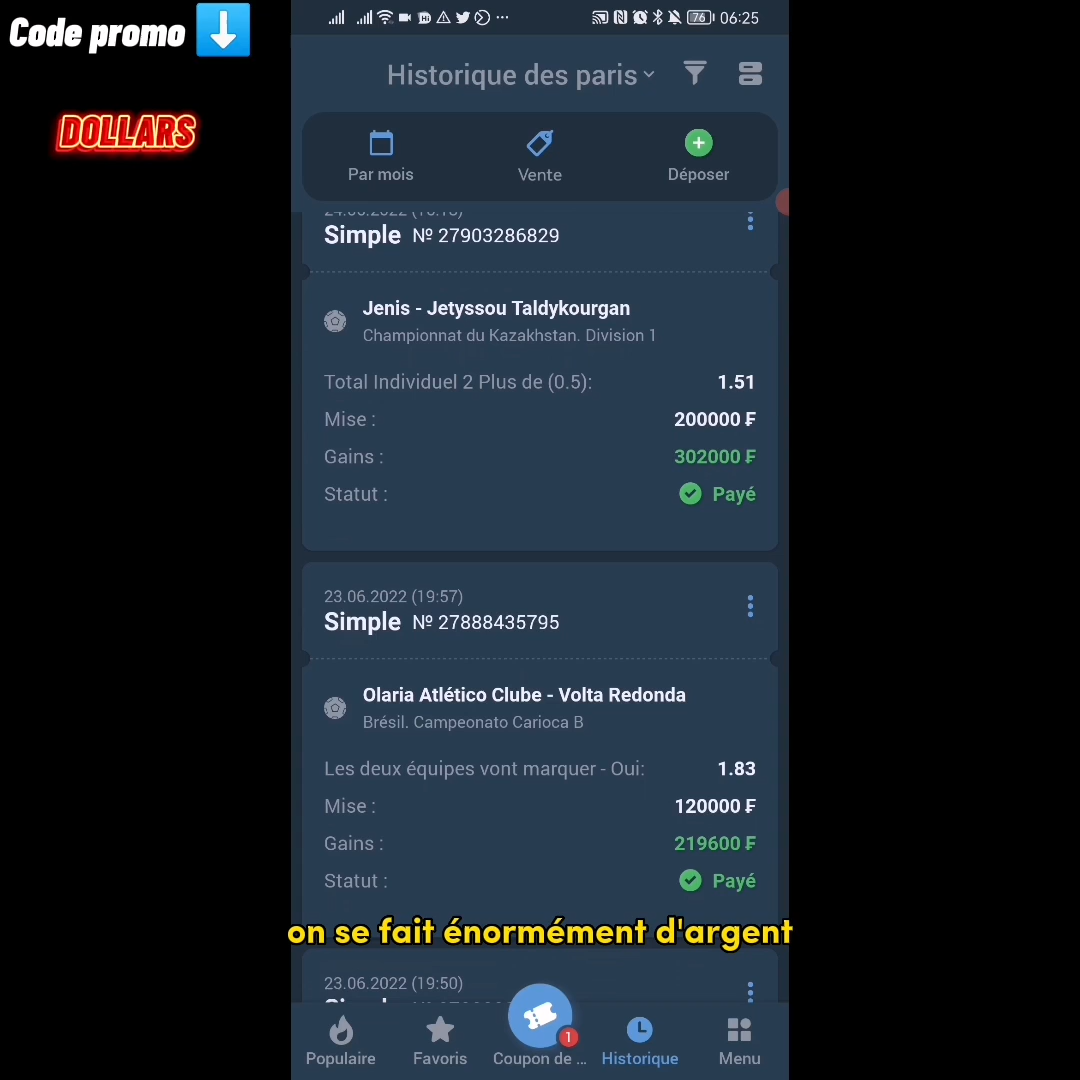 Code promo
DOLLARS
76 06:25
Historique des paris
Par mois
Vente
Déposer
Simple № 27903286829
Jenis - Jetyssou Taldykourgan
Championnat du Kazakhstan. Division 1
Total Individuel 2 Plus de (0.5): 1.51
Mise : 200000 ₣
Gains : 302000 ₣
Statut : Payé
23.06.2022 (19:57)
Simple № 27888435795
Olaria Atlético Clube - Volta Redonda
Brésil. Campeonato Carioca B
Les deux équipes vont marquer - Oui: 1.83
Mise : 120000 ₣
Gains : 219600 ₣
Statut : Payé
on se fait énormément d'argent
23.06.2022 (19:50)
1
Populaire
Favoris
Coupon de ...
Historique
Menu